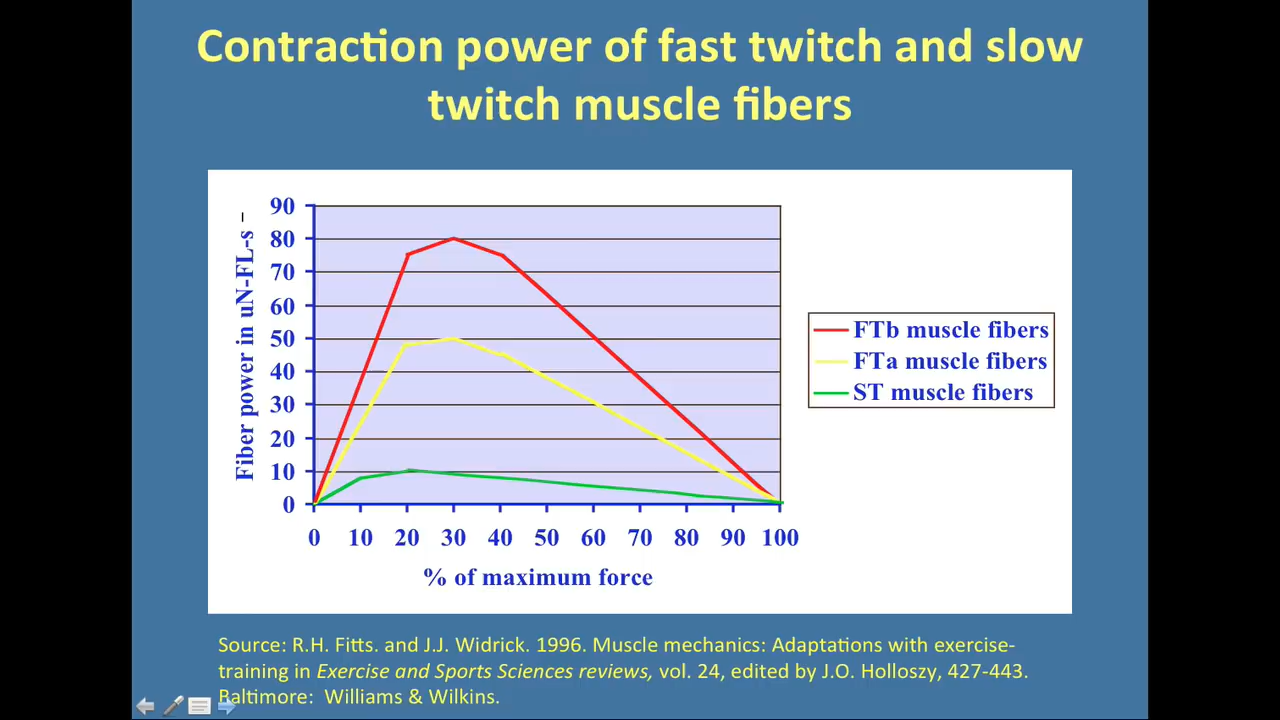 Contraction power of fast twitch and slow
twitch muscle fibers
Fiber power in uN-FL-s –
90
80
70
60
50
40
30
20
10
0
0 10 20 30 40 50 60 70 80 90 100
% of maximum force
FTb muscle fibers
FTa muscle fibers
ST muscle fibers
Source: R.H. Fitts. and J.J. Widrick. 1996. Muscle mechanics: Adaptations with exercise-
training in Exercise and Sports Sciences reviews, vol. 24, edited by J.O. Holloszy, 427-443.
Baltimore: Williams & Wilkins.